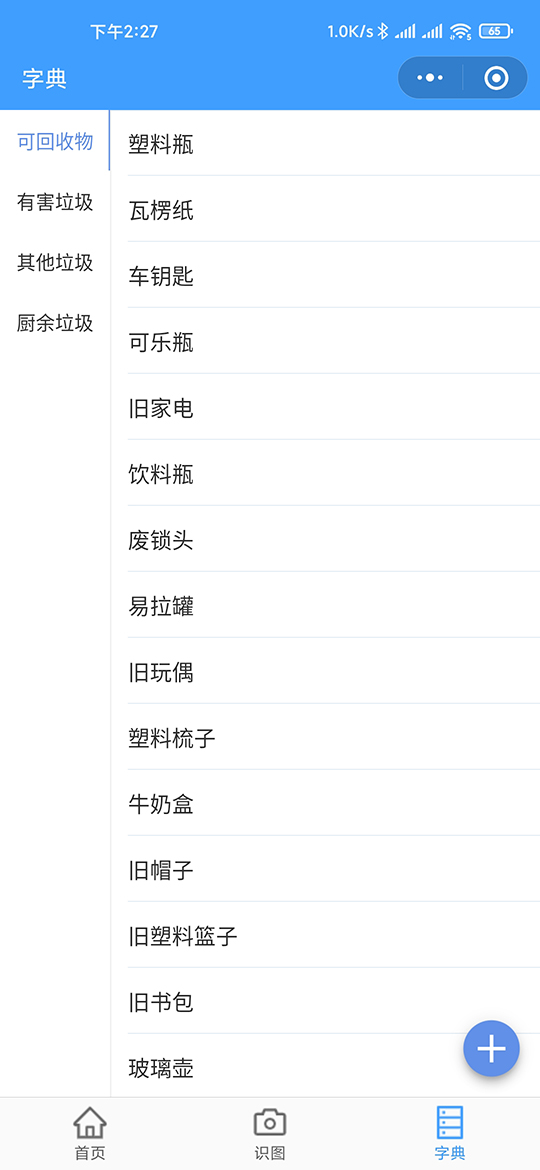 下午2:27
1.0K/s
5
65
字典
可回收物
有害垃圾
其他垃圾
厨余垃圾
塑料瓶
瓦楞纸
车钥匙
可乐瓶
旧家电
饮料瓶
废锁头
易拉罐
旧玩偶
塑料梳子
牛奶盒
旧帽子
旧塑料篮子
旧书包
玻璃壶
首页
识图
字典